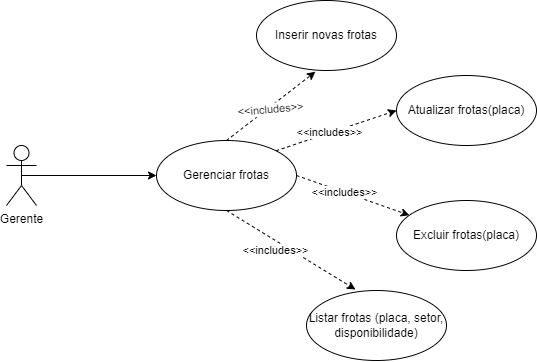 Inserir novas frotas
<<includes>>
Atualizar frotas(placa)
<<includes>>
Gerenciar frotas
<<includes>>
Gerente
Excluir frotas(placa)
<<includes>>
Listar frotas (placa, setor,
disponibilidade)